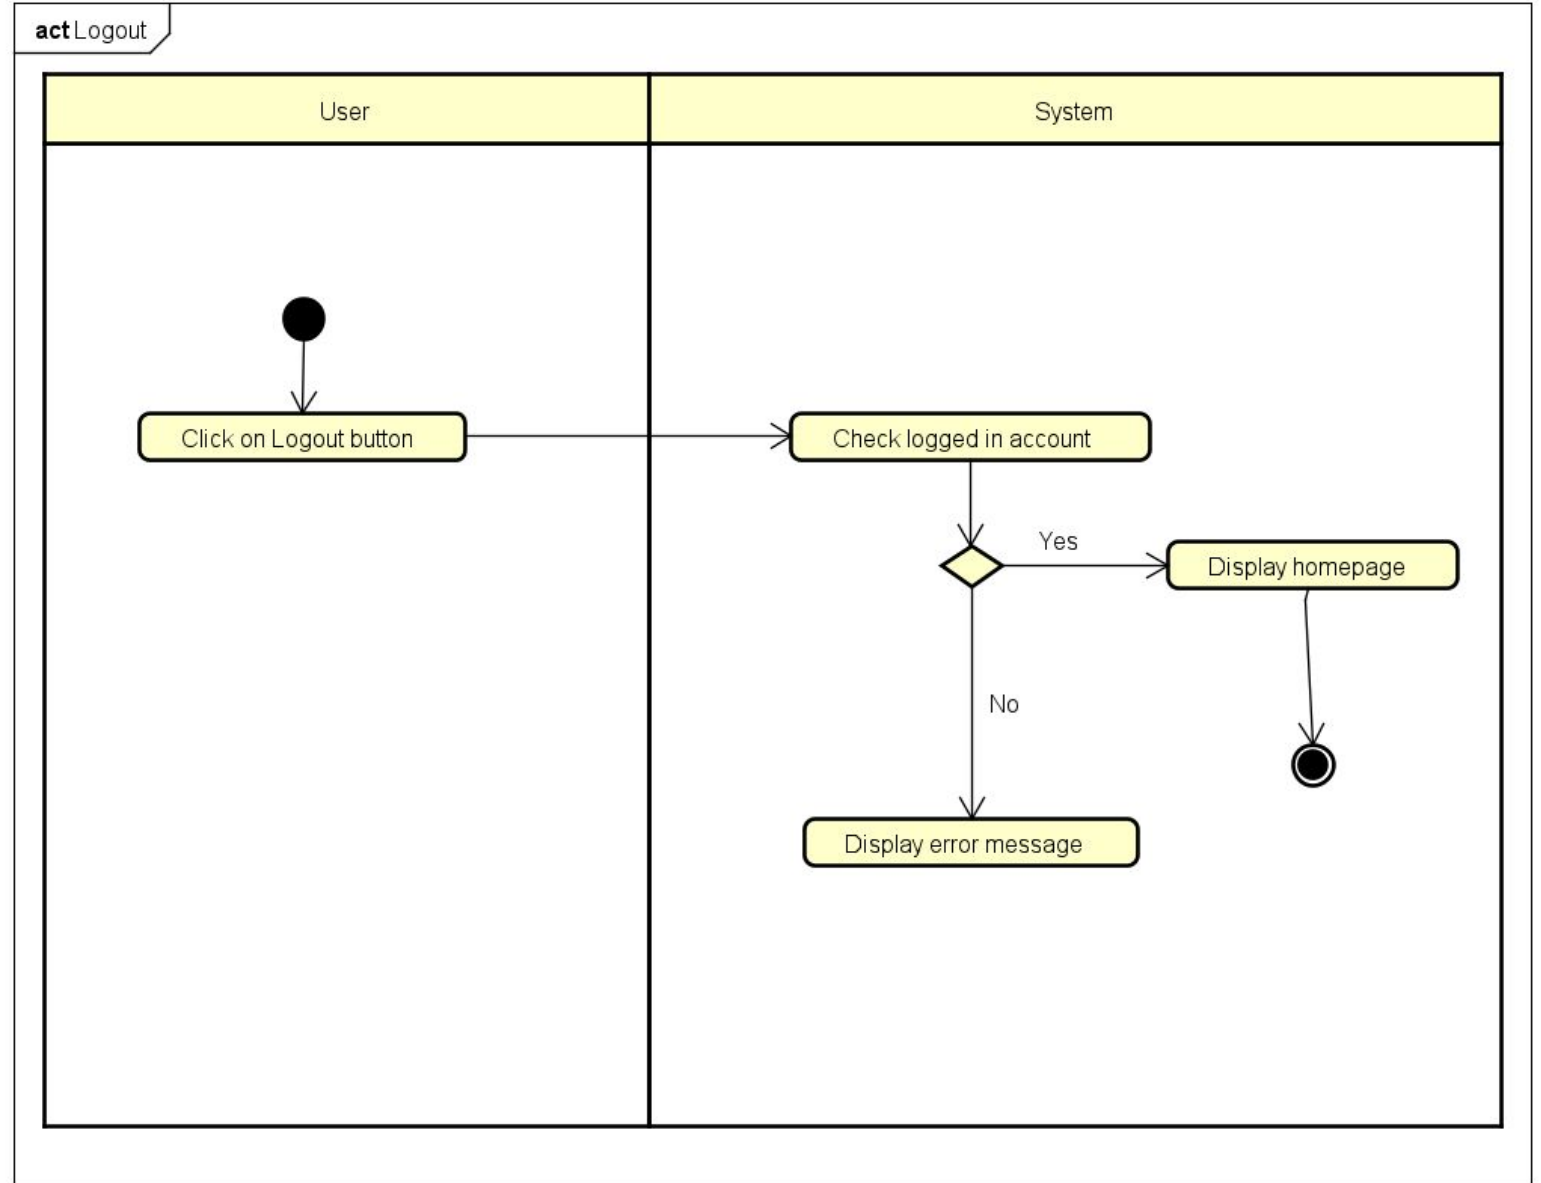 act Logout
User
System
Click on Logout button
Check logged in account
Yes
Display homepage
No
Display error message